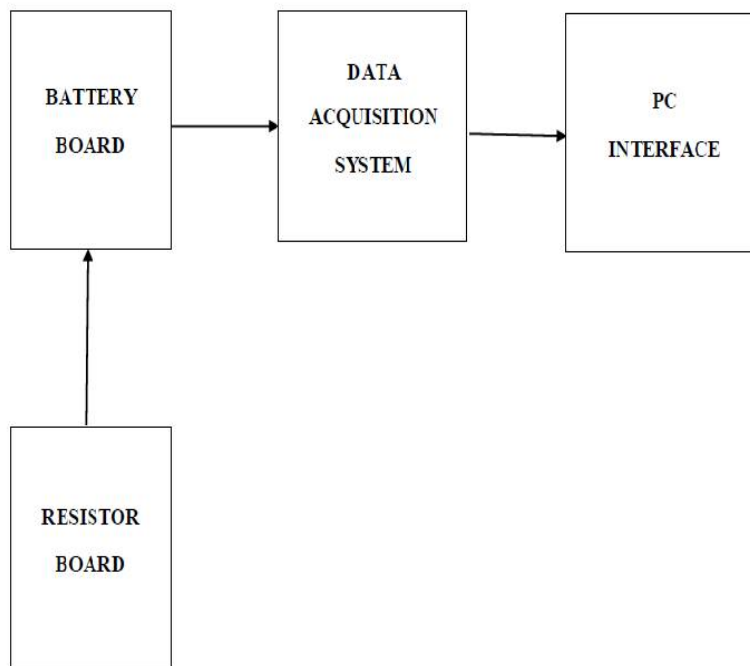 BATTERY
BOARD
DATA
ACQUISITION
SYSTEM
PC
INTERFACE
RESISTOR
BOARD